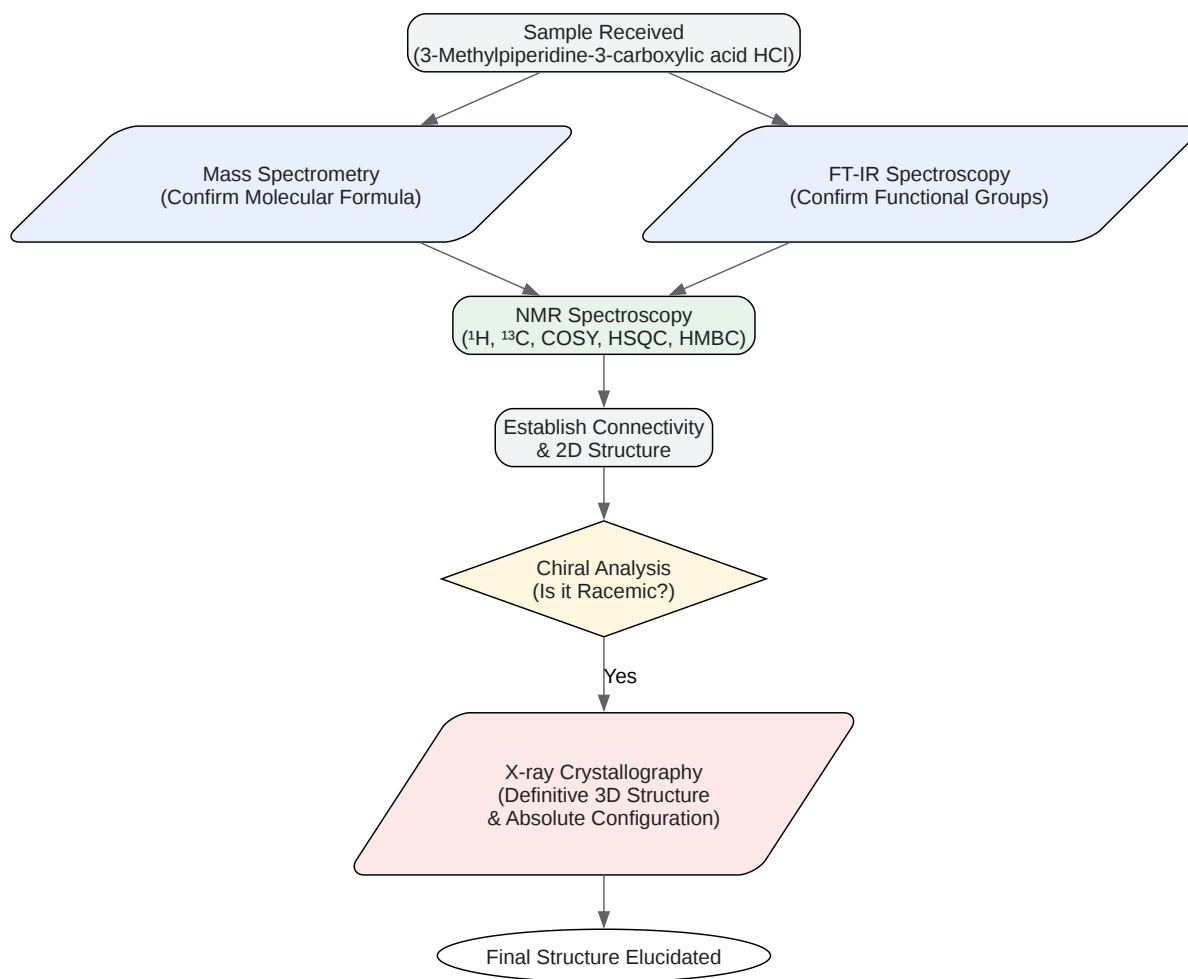 Sample Received
(3-Methylpiperidine-3-carboxylic acid HCl)
Mass Spectrometry
(Confirm Molecular Formula)
FT-IR Spectroscopy
(Confirm Functional Groups)
NMR Spectroscopy
(¹H, ¹³C, COSY, HSQC, HMBC)
Establish Connectivity
& 2D Structure
Chiral Analysis
(Is it Racemic?)
Yes
X-ray Crystallography
(Definitive 3D Structure
& Absolute Configuration)
Final Structure Elucidated